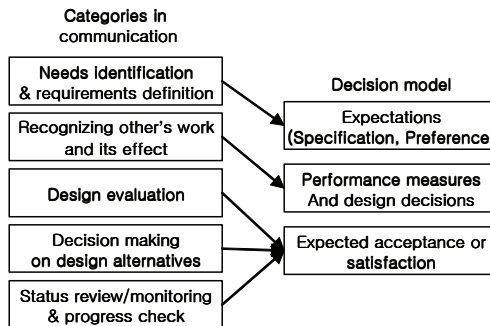 Categories in
communication
Needs identification
& requirements definition
Recognizing other's work
and its effect
Design evaluation
Decision making
on design alternatives
Status review/monitoring
& progress check
Decision model
Expectations
(Specification, Preference
Performance measures
And design decisions
Expected acceptance or
satisfaction